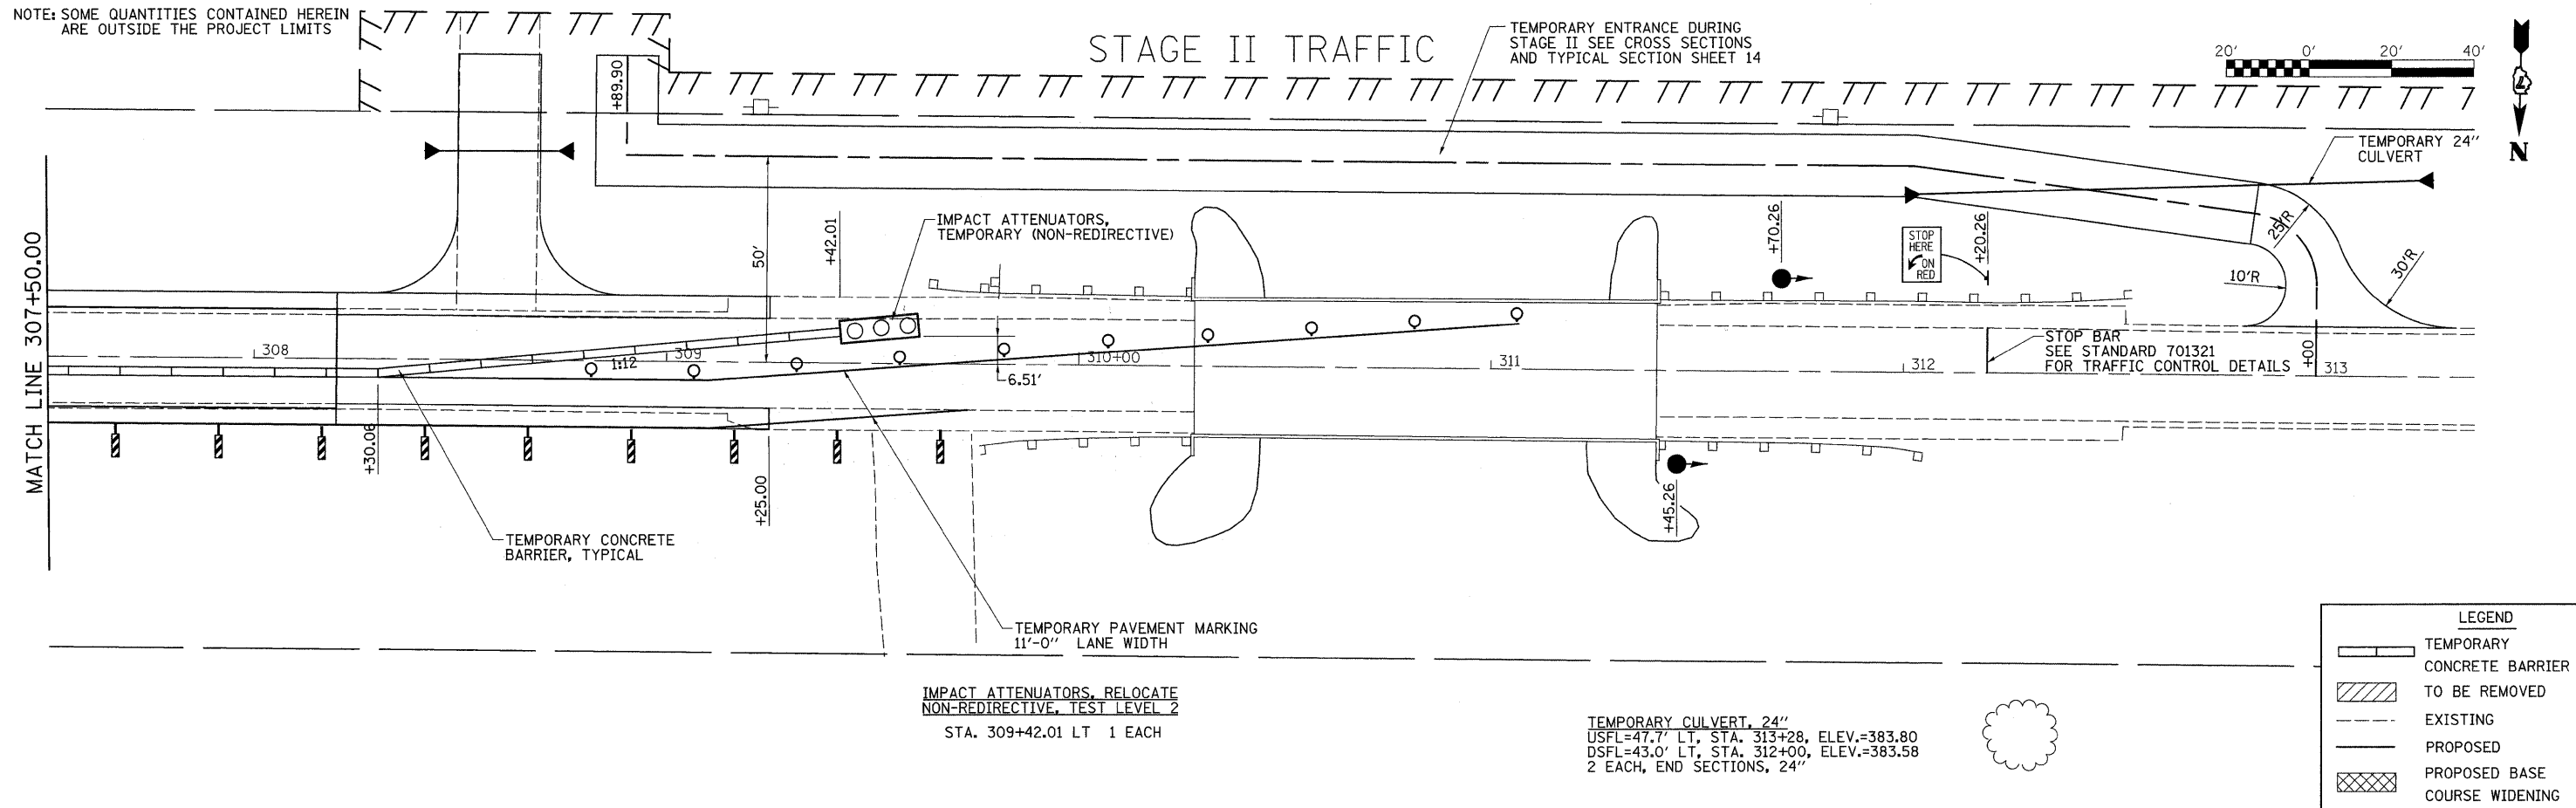 NOTE: SOME QUANTITIES CONTAINED HEREIN
ARE OUTSIDE THE PROJECT LIMITS
STAGE II TRAFFIC
TEMPORARY ENTRANCE DURING
STAGE II SEE CROSS SECTIONS
AND TYPICAL SECTION SHEET 14
20' 0' 20' 40'
N
TEMPORARY 24"
CULVERT
+89.90
50'
+42.01
IMPACT ATTENUATORS,
TEMPORARY (NON-REDIRECTIVE)
+70.26
STOP
HERE
ON
RED
+20.26
25'R
10'R
30'R
MATCH LINE 307+50.00
308
1:12
309
310+00
6.51'
311
312
STOP BAR
SEE STANDARD 701321
FOR TRAFFIC CONTROL DETAILS
+00
313
+30.06
+25.00
+45.26
TEMPORARY CONCRETE
BARRIER, TYPICAL
TEMPORARY PAVEMENT MARKING
11'-0" LANE WIDTH
IMPACT ATTENUATORS, RELOCATE
NON-REDIRECTIVE, TEST LEVEL 2
STA. 309+42.01 LT 1 EACH
TEMPORARY CULVERT, 24"
USFL=47.7' LT, STA. 313+28, ELEV.=383.80
DSFL=43.0' LT, STA. 312+00, ELEV.=383.58
2 EACH, END SECTIONS, 24"
LEGEND
TEMPORARY
CONCRETE BARRIER
TO BE REMOVED
EXISTING
PROPOSED
PROPOSED BASE
COURSE WIDENING